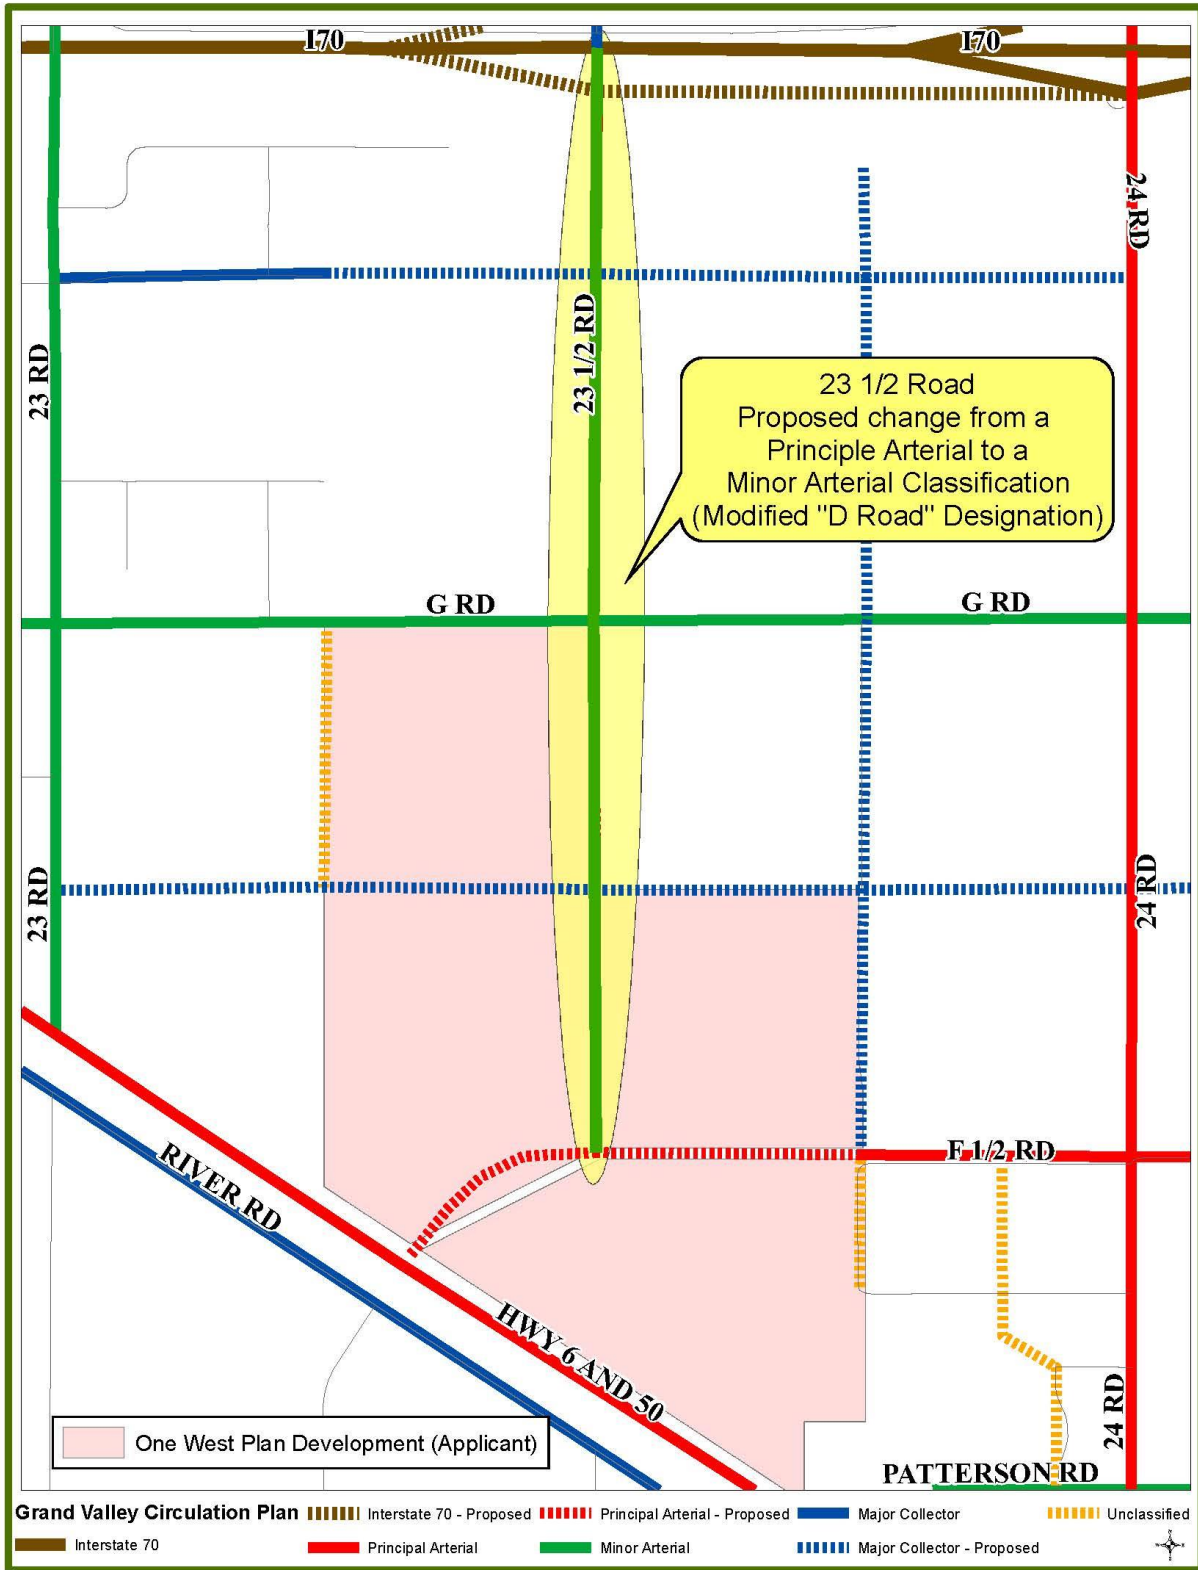 I70
I70
24 RD
23 1/2 RD
23 RD
23 1/2 Road
Proposed change from a
Principle Arterial to a
Minor Arterial Classification
(Modified "D Road" Designation)
G RD
G RD
23 RD
24 RD
F 1/2 RD
RIVER RD
HWY 6 AND 50
24 RD
One West Plan Development (Applicant)
PATTERSON RD
Grand Valley Circulation Plan
Interstate 70 - Proposed
Principal Arterial - Proposed
Major Collector
Unclassified
Interstate 70
Principal Arterial
Minor Arterial
Major Collector - Proposed